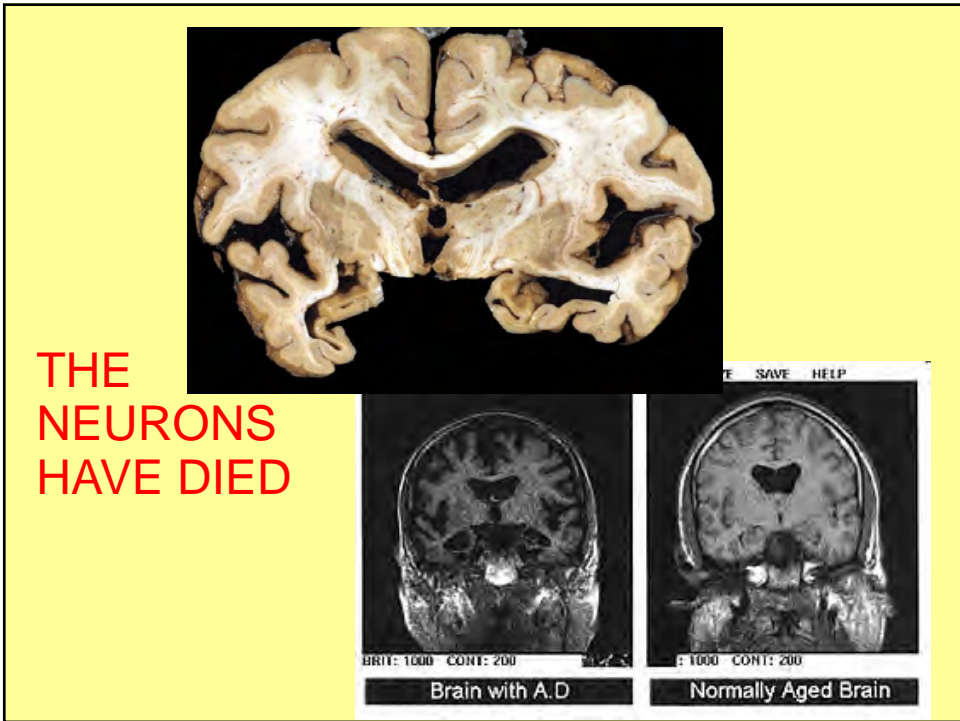 THE
NEURONS
HAVE DIED
SAVE HELP
BRIT: 1000 CONT: 200
: 1000 CONT: 200
Brain with A.D
Normally Aged Brain